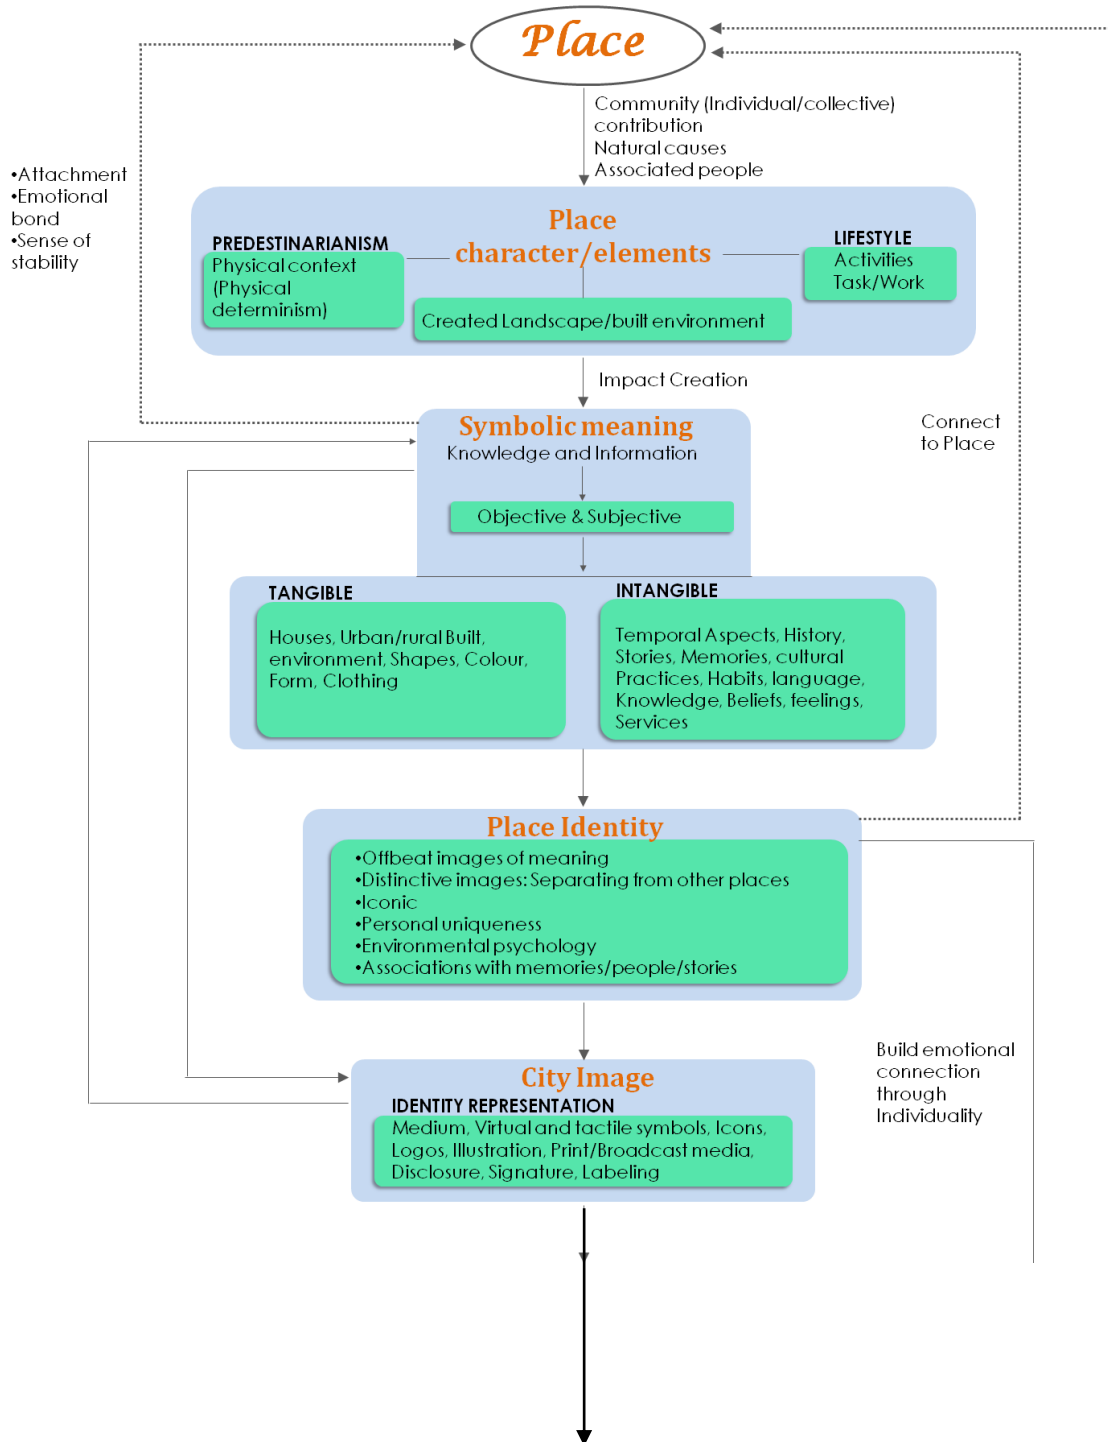 Place
Community (Individual/collective)
contribution
Natural causes
Associated people
•Attachment
•Emotional
bond
•Sense of
stability
Place
character/elements
PREDESTINARIANISM
Physical context
(Physical
determinism)
LIFESTYLE
Activities
Task/Work
Created Landscape/built environment
Impact Creation
Symbolic meaning
Knowledge and Information
Objective & Subjective
Connect
to Place
TANGIBLE
Houses, Urban/rural Built,
environment, Shapes, Colour,
Form, Clothing
INTANGIBLE
Temporal Aspects, History,
Stories, Memories, cultural
Practices, Habits, language,
Knowledge, Beliefs, feelings,
Services
Place Identity
•Offbeat images of meaning
•Distinctive images: Separating from other places
•Iconic
•Personal uniqueness
•Environmental psychology
•Associations with memories/people/stories
Build emotional
connection
through
Individuality
City Image
IDENTITY REPRESENTATION
Medium, Virtual and tactile symbols, Icons,
Logos, Illustration, Print/Broadcast media,
Disclosure, Signature, Labeling